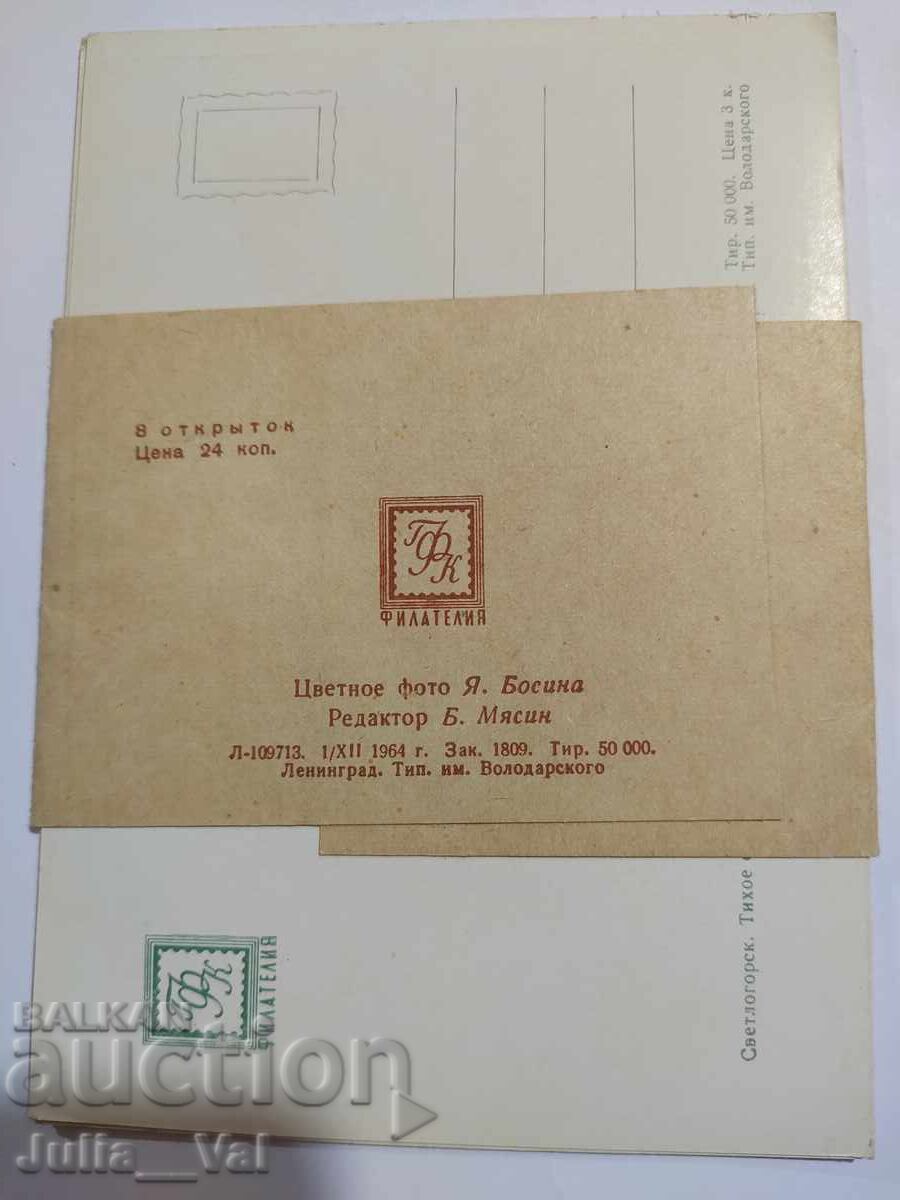 Тир. 50 000. Цена 3 к.
Тип. им. Володарского
8 открыток
Цена 24 коп.
ГФК
ФИЛАТЕЛИЯ
Цветное фото Я. Босина
Редактор Б. Мясин
Л-109713. 1/XII 1964 г. Зак. 1809. Тир. 50 000.
Ленинград. Тип. им. Володарского
Светлогорск. Тихое
ГФК
ФИЛАТЕЛИЯ
BALKAN
auction
Julia__Val